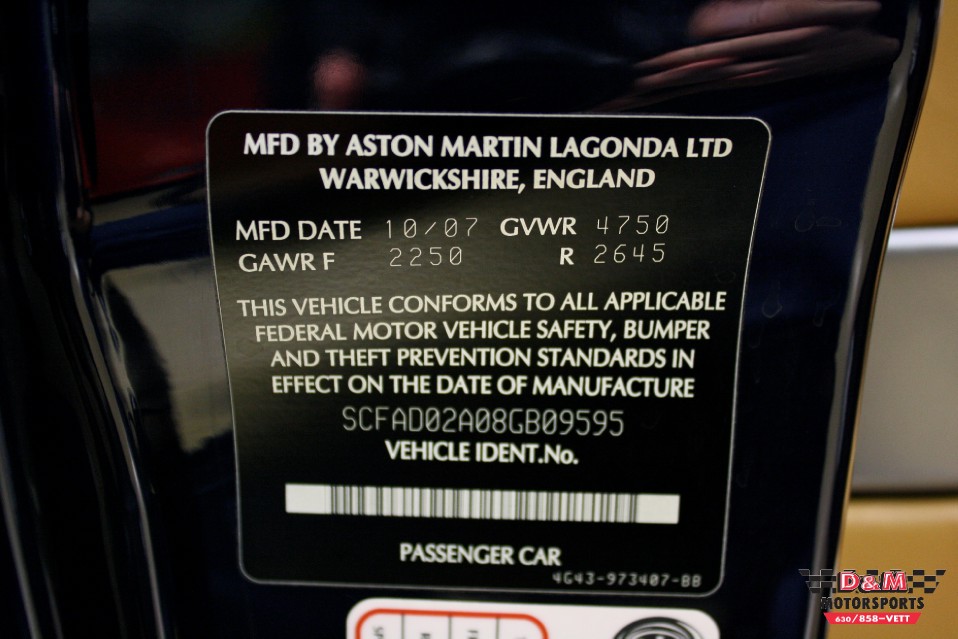 MFD BY ASTON MARTIN LAGONDA LTD
WARWICKSHIRE, ENGLAND
MFD DATE 10/07 GVWR 4750
GAWR F 2250 R 2645
THIS VEHICLE CONFORMS TO ALL APPLICABLE
FEDERAL MOTOR VEHICLE SAFETY, BUMPER
AND THEFT PREVENTION STANDARDS IN
EFFECT ON THE DATE OF MANUFACTURE
SCFAD02A08GB09595
VEHICLE IDENT.No.
PASSENGER CAR
4G43-973407-BB
D&M
MOTORSPORTS
630/858-VETT